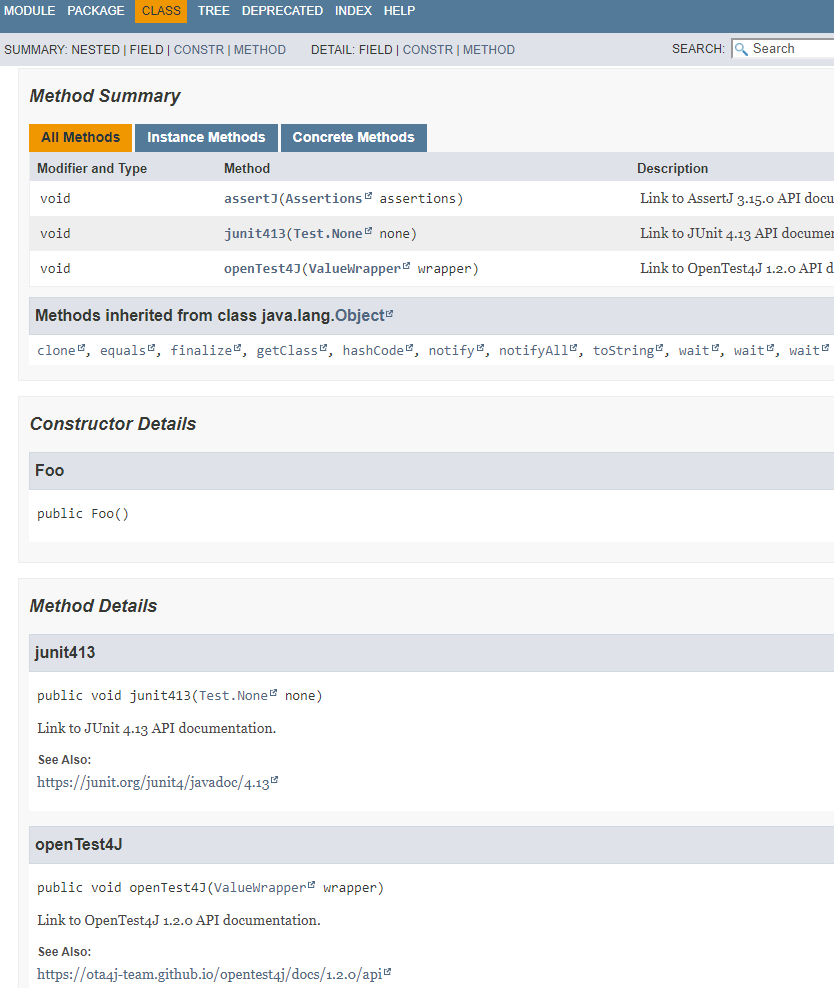 MODULE PACKAGE CLASS TREE DEPRECATED INDEX HELP
SUMMARY: NESTED | FIELD | CONSTR | METHOD DETAIL: FIELD | CONSTR | METHOD SEARCH: Search
Method Summary
All Methods Instance Methods Concrete Methods
Modifier and Type Method Description
void assertJ(Assertions assertions) Link to AssertJ 3.15.0 API
void junit413(Test.None none) Link to JUnit 4.13 API
void openTest4J(ValueWrapper wrapper) Link to OpenTest4J 1.2.0 API
Methods inherited from class java.lang.Object
clone, equals, finalize, getClass, hashCode, notify, notifyAll, toString, wait, wait, wait
Constructor Details
Foo
public Foo()
Method Details
junit413
public void junit413(Test.None none)
Link to JUnit 4.13 API documentation.
See Also:
https://junit.org/junit4/javadoc/4.13
openTest4J
public void openTest4J(ValueWrapper wrapper)
Link to OpenTest4J 1.2.0 API documentation.
See Also:
https://ota4j-team.github.io/opentest4j/docs/1.2.0/api